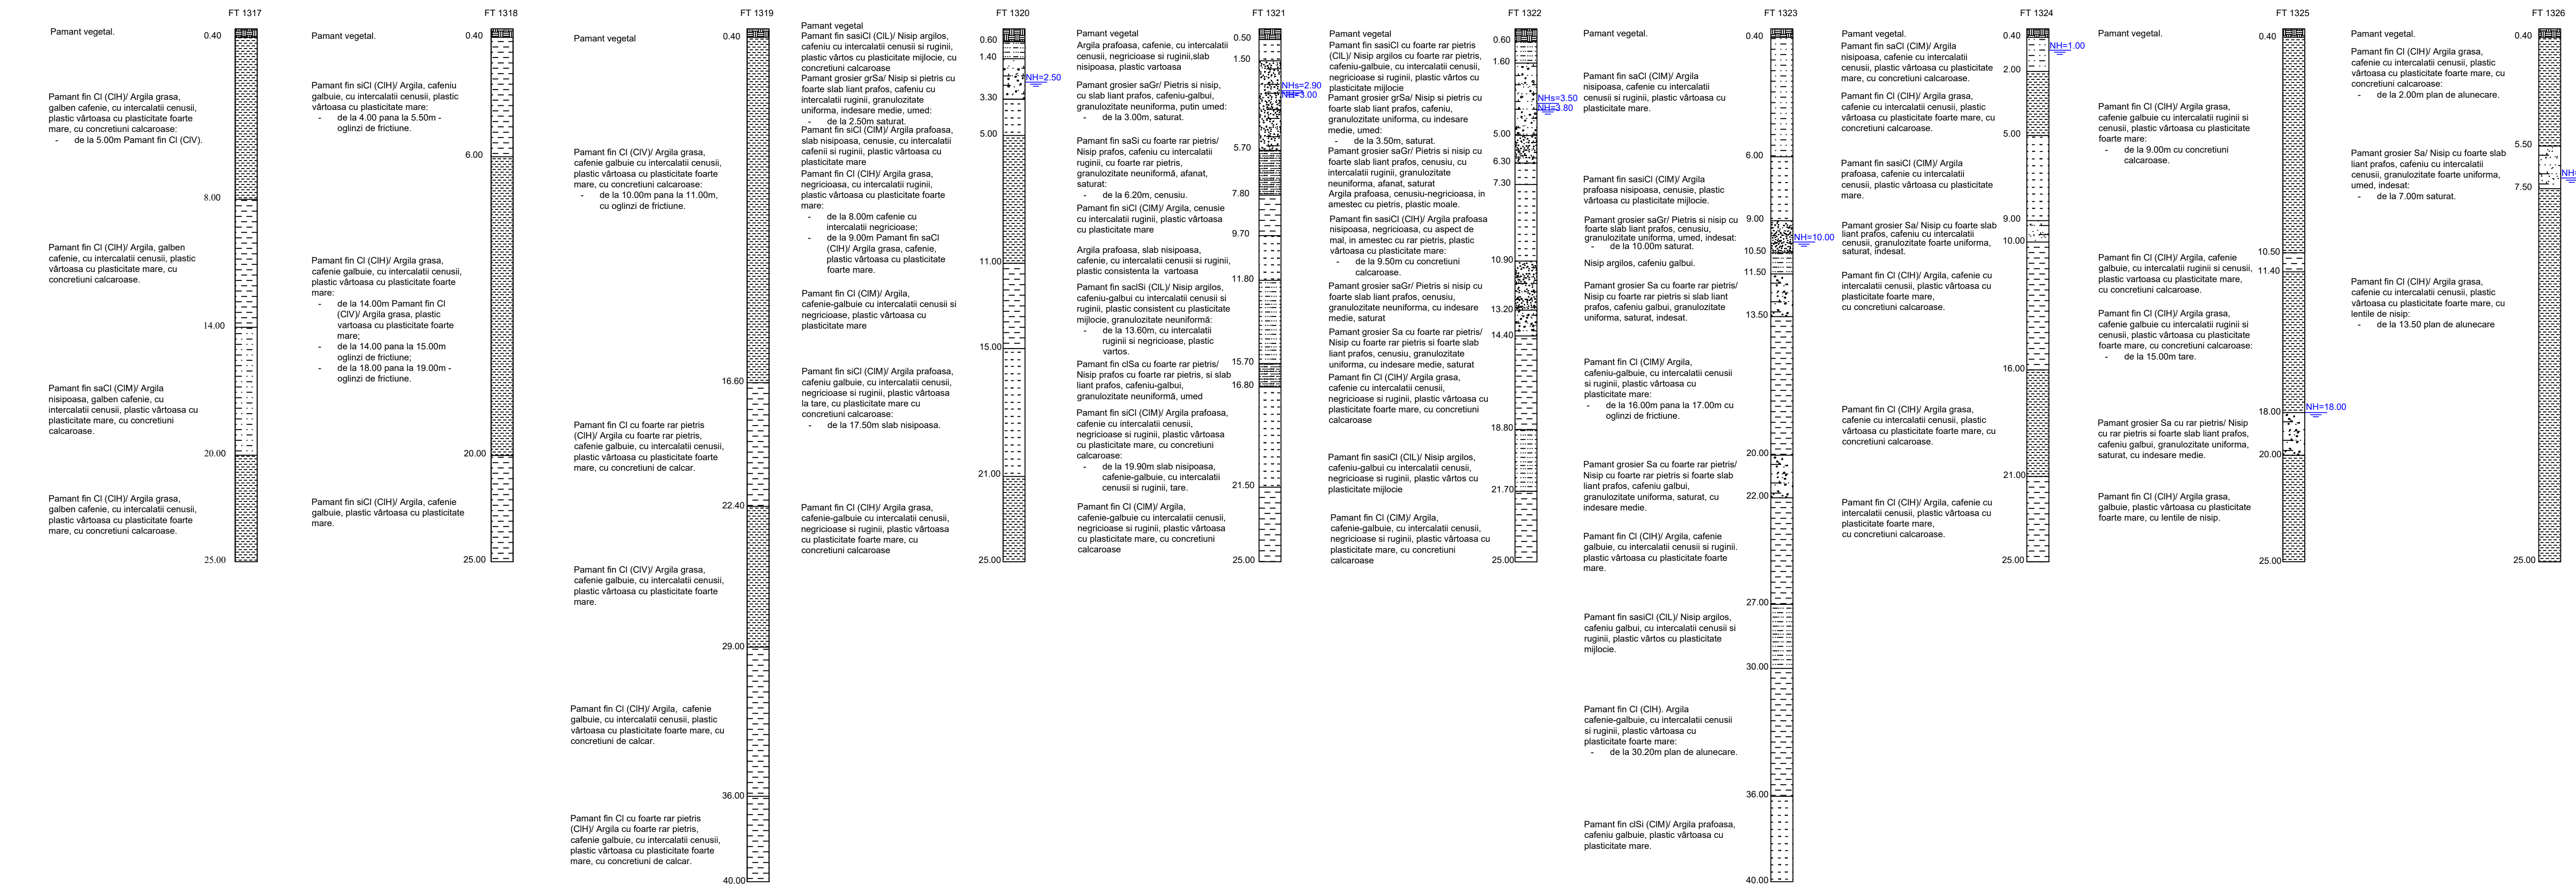 FT 1317
Pamant vegetal.
0.40
Pamant fin Cl (ClH)/ Argila grasa,
galben cafenie, cu intercalatii cenusii,
plastic vârtoasa cu plasticitate foarte
mare, cu concretiuni calcaroase:
- de la 5.00m Pamant fin Cl (ClV).
8.00
Pamant fin Cl (ClH)/ Argila, galben
cafenie, cu intercalatii cenusii, plastic
vârtoasa cu plasticitate mare, cu
concretiuni calcaroase.
14.00
Pamant fin saCl (ClM)/ Argila
nisipoasa, galben cafenie, cu
intercalatii cenusii, plastic vârtoasa cu
plasticitate mare, cu concretiuni
calcaroase.
20.00
Pamant fin Cl (ClH)/ Argila grasa,
galben cafenie, cu intercalatii cenusii,
plastic vârtoasa cu plasticitate foarte
mare, cu concretiuni calcaroase.
25.00
FT 1318
Pamant vegetal.
0.40
Pamant fin siCl (ClH)/ Argila, cafeniu
galbuie, cu intercalatii cenusii, plastic
vârtoasa cu plasticitate mare:
- de la 4.00 pana la 5.50m -
oglinzi de frictiune.
6.00
Pamant fin Cl (ClH)/ Argila grasa,
cafenie galbuie, cu intercalatii cenusii,
plastic vârtoasa cu plasticitate foarte
mare:
- de la 14.00m Pamant fin Cl
(ClV)/ Argila grasa, plastic
vartoasa cu plasticitate foarte
mare;
- de la 14.00 pana la 15.00m
oglinzi de frictiune;
- de la 18.00 pana la 19.00m -
oglinzi de frictiune.
20.00
Pamant fin siCl (ClH)/ Argila, cafenie
galbuie, plastic vârtoasa cu plasticitate
mare.
25.00
FT 1319
Pamant vegetal
0.40
Pamant fin Cl (ClV)/ Argila grasa,
cafenie galbuie cu intercalatii cenusii,
plastic vârtoasa cu plasticitate foarte
mare, cu concretiuni calcaroase:
- de la 10.00m pana la 11.00m,
cu oglinzi de frictiune.
16.60
Pamant fin Cl cu foarte rar pietris
(ClH)/ Argila cu foarte rar pietris,
cafenie galbuie, cu intercalatii cenusii,
plastic vârtoasa cu plasticitate foarte
mare, cu concretiuni de calcar.
22.40
Pamant fin Cl (ClV)/ Argila grasa,
cafenie galbuie, cu intercalatii cenusii,
plastic vârtoasa cu plasticitate foarte
mare.
29.00
Pamant fin Cl (ClH)/ Argila, cafenie
galbuie, cu intercalatii cenusii, plastic
vârtoasa cu plasticitate foarte mare, cu
concretiuni de calcar.
36.00
Pamant fin Cl cu foarte rar pietris
(ClH)/ Argila cu foarte rar pietris,
cafenie galbuie, cu intercalatii cenusii,
plastic vârtoasa cu plasticitate foarte
mare, cu concretiuni de calcar.
40.00
FT 1320
Pamant vegetal
0.60
Pamant fin sasiCl (ClL)/ Nisip argilos,
cafeniu cu intercalatii cenusii si ruginii,
plastic vârtos cu plasticitate mijlocie, cu
concretiuni calcaroase
1.40
Pamant grosier grSa/ Nisip si pietris cu
foarte slab liant prafos, cafeniu cu
intercalatii ruginii, granulozitate
uniforma, indesare medie, umed:
- de la 2.50m saturat.
NH=2.50
3.30
Pamant fin siCl (ClM)/ Argila prafoasa,
slab nisipoasa, cenusie, cu intercalatii
cafenii si ruginii, plastic vârtoasa cu
plasticitate mare
5.00
Pamant fin Cl (ClH)/ Argila grasa,
negricioasa, cu intercalatii ruginii,
plastic vârtoasa cu plasticitate foarte
mare:
- de la 8.00m cafenie cu
intercalatii negricioase;
- de la 9.00m Pamant fin saCl
(ClH)/ Argila grasa, cafenie,
plastic vârtoasa cu plasticitate
foarte mare.
11.00
Pamant fin Cl (ClM)/ Argila,
cafenie-galbuie cu intercalatii cenusii si
negricioase, plastic vârtoasa cu
plasticitate mare
15.00
Pamant fin siCl (ClM)/ Argila prafoasa,
cafeniu galbuie, cu intercalatii cenusii,
negricioase si ruginii, plastic vârtoasa
la tare, cu plasticitate mare cu
concretiuni calcaroase:
- de la 17.50m slab nisipoasa.
21.00
Pamant fin Cl (ClH)/ Argila grasa,
cafenie-galbuie cu intercalatii cenusii,
negricioase si ruginii, plastic vârtoasa
cu plasticitate foarte mare, cu
concretiuni calcaroase
25.00
FT 1321
Pamant vegetal
0.50
Argila prafoasa, cafenie, cu intercalatii
cenusii, negricioase si ruginii,slab
nisipoasa, plastic vartoasa
1.50
Pamant grosier saGr/ Pietris si nisip,
cu slab liant prafos, cafeniu-galbui,
granulozitate neuniforma, putin umed:
- de la 3.00m, saturat.
NHs=2.90
NH=3.00
5.70
Pamant fin saSi cu foarte rar pietris/
Nisip prafos, cafeniu cu intercalatii
ruginii, cu foarte rar pietris,
granulozitate neuniformă, afanat,
saturat:
- de la 6.20m, cenusiu.
7.80
Pamant fin siCl (ClM)/ Argila, cenusie
cu intercalatii ruginii, plastic vârtoasa
cu plasticitate mare
9.70
Argila prafoasa, slab nisipoasa,
cafenie, cu intercalatii cenusii si ruginii,
plastic consistenta la vartoasa
11.80
Pamant fin saclSi (ClL)/ Nisip argilos,
cafeniu-galbui cu intercalatii cenusii si
ruginii, plastic consistent cu plasticitate
mijlocie, granulozitate neuniformă:
- de la 13.60m, cu intercalatii
ruginii si negricioase, plastic
vartos.
15.70
Pamant fin clSa cu foarte rar pietris/
Nisip prafos cu foarte rar pietris, si slab
liant prafos, cafeniu-galbui,
granulozitate neuniformă, umed
16.80
Pamant fin siCl (ClM)/ Argila prafoasa,
cafenie cu intercalatii cenusii,
negricioase si ruginii, plastic vârtoasa
cu plasticitate mare, cu concretiuni
calcaroase:
- de la 19.90m slab nisipoasa,
cafenie-galbuie, cu intercalatii
cenusii si ruginii, tare.
21.50
Pamant fin Cl (ClM)/ Argila,
cafenie-galbuie cu intercalatii cenusii,
negricioase si ruginii, plastic vârtoasa
cu plasticitate mare, cu concretiuni
calcaroase
25.00
FT 1322
Pamant vegetal
0.60
Pamant fin sasiCl cu foarte rar pietris
(ClL)/ Nisip argilos cu foarte rar pietris,
cafeniu-galbuie, cu intercalatii cenusii,
negricioase si ruginii, plastic vârtos cu
plasticitate mijlocie
1.60
Pamant grosier grSa/ Nisip si pietris cu
foarte slab liant prafos, cafeniu,
granulozitate uniforma, cu indesare
medie, umed:
- de la 3.50m, saturat.
NHs=3.50
NH=3.80
5.00
Pamant grosier saGr/ Pietris si nisip cu
foarte slab liant prafos, cenusiu, cu
intercalatii ruginii, granulozitate
neuniforma, afanat, saturat
6.30
Argila prafoasa, cenusiu-negricioasa, in
amestec cu pietris, plastic moale.
7.30
Pamant fin sasiCl (ClH)/ Argila prafoasa
nisipoasa, negricioasa, cu aspect de
mal, in amestec cu rar pietris, plastic
vârtoasa cu plasticitate mare:
- de la 9.50m cu concretiuni
calcaroase.
10.90
Pamant grosier saGr/ Pietris si nisip cu
foarte slab liant prafos, cenusiu,
granulozitate neuniforma, cu indesare
medie, saturat
13.20
Pamant grosier Sa cu foarte rar pietris/
Nisip cu foarte rar pietris si foarte slab
liant prafos, cenusiu, granulozitate
uniforma, cu indesare medie, saturat
14.40
Pamant fin Cl (ClH)/ Argila grasa,
cafenie cu intercalatii cenusii,
negricioase si ruginii, plastic vârtoasa cu
plasticitate foarte mare, cu concretiuni
calcaroase
18.80
Pamant fin sasiCl (ClL)/ Nisip argilos,
cafeniu-galbui cu intercalatii cenusii,
negricioase si ruginii, plastic vârtos cu
plasticitate mijlocie
21.70
Pamant fin Cl (ClM)/ Argila,
cafenie-galbuie, cu intercalatii cenusii,
negricioase si ruginii, plastic vârtoasa cu
plasticitate mare, cu concretiuni
calcaroase
25.00
FT 1323
Pamant vegetal.
0.40
Pamant fin saCl (ClM)/ Argila
nisipoasa, cafenie cu intercalatii
cenusii si ruginii, plastic vârtoasa cu
plasticitate mare.
6.00
Pamant fin sasiCl (ClM)/ Argila
prafoasa nisipoasa, cenusie, plastic
vârtoasa cu plasticitate mijlocie.
9.00
Pamant grosier saGr/ Pietris si nisip cu
foarte slab liant prafos, cenusiu,
granulozitate uniforma, umed, indesat:
- de la 10.00m saturat.
NH=10.00
10.50
Nisip argilos, cafeniu galbui.
11.50
Pamant grosier Sa cu foarte rar pietris/
Nisip cu foarte rar pietris si slab liant
prafos, cafeniu galbui, granulozitate
uniforma, saturat, indesat.
13.50
Pamant fin Cl (ClM)/ Argila,
cafeniu-galbuie, cu intercalatii cenusii
si ruginii, plastic vârtoasa cu
plasticitate mare:
- de la 16.00m pana la 17.00m cu
oglinzi de frictiune.
20.00
Pamant grosier Sa cu foarte rar pietris/
Nisip cu foarte rar pietris si foarte slab
liant prafos, cafeniu galbui,
granulozitate uniforma, saturat, cu
indesare medie.
22.00
Pamant fin Cl (ClH)/ Argila, cafenie
galbuie, cu intercalatii cenusii si ruginii.
plastic vârtoasa cu plasticitate foarte
mare.
27.00
Pamant fin sasiCl (ClL)/ Nisip argilos,
cafeniu galbui, cu intercalatii cenusii si
ruginii, plastic vârtos cu plasticitate
mijlocie.
30.00
Pamant fin Cl (ClH). Argila
cafenie-galbuie, cu intercalatii cenusii
si ruginii, plastic vârtoasa cu
plasticitate foarte mare:
- de la 30.20m plan de alunecare.
36.00
Pamant fin clSi (ClM)/ Argila prafoasa,
cafeniu galbuie, plastic vârtoasa cu
plasticitate mare.
40.00
FT 1324
Pamant vegetal.
0.40
Pamant fin saCl (ClM)/ Argila
nisipoasa, cafenie cu intercalatii
cenusii, plastic vârtoasa cu plasticitate
mare, cu concretiuni calcaroase.
NH=1.00
2.00
Pamant fin Cl (ClH)/ Argila grasa,
cafenie cu intercalatii cenusii, plastic
vârtoasa cu plasticitate foarte mare, cu
concretiuni calcaroase.
5.00
Pamant fin sasiCl (ClM)/ Argila
prafoasa, cafenie cu intercalatii
cenusii, plastic vârtoasa cu plasticitate
mare.
9.00
Pamant grosier Sa/ Nisip cu foarte slab
liant prafos, cafeniu cu intercalatii
cenusii, granulozitate foarte uniforma,
saturat, indesat.
10.00
Pamant fin Cl (ClH)/ Argila, cafenie cu
intercalatii cenusii, plastic vârtoasa cu
plasticitate foarte mare,
cu concretiuni calcaroase.
16.00
Pamant fin Cl (ClH)/ Argila grasa,
cafenie cu intercalatii cenusii, plastic
vârtoasa cu plasticitate foarte mare, cu
concretiuni calcaroase.
21.00
Pamant fin Cl (ClH)/ Argila, cafenie cu
intercalatii cenusii, plastic vârtoasa cu
plasticitate foarte mare,
cu concretiuni calcaroase.
25.00
FT 1325
Pamant vegetal.
0.40
Pamant fin Cl (ClH)/ Argila grasa,
cafenie galbuie cu intercalatii ruginii si
cenusii, plastic vârtoasa cu plasticitate
foarte mare:
- de la 9.00m cu concretiuni
calcaroase.
10.50
Pamant fin Cl (ClH)/ Argila, cafenie
galbuie, cu intercalatii ruginii si cenusii,
plastic vartoasa cu plasticitate mare,
cu concretiuni calcaroase.
11.40
Pamant fin Cl (ClH)/ Argila grasa,
cafenie galbuie cu intercalatii ruginii si
cenusii, plastic vârtoasa cu plasticitate
foarte mare, cu concretiuni calcaroase:
- de la 15.00m tare.
18.00
NH=18.00
Pamant grosier Sa cu rar pietris/ Nisip
cu rar pietris si foarte slab liant prafos,
cafeniu galbui, granulozitate uniforma,
saturat, cu indesare medie.
20.00
Pamant fin Cl (ClH)/ Argila grasa,
galbuie, plastic vârtoasa cu plasticitate
foarte mare, cu lentile de nisip.
25.00
FT 1326
Pamant vegetal.
0.40
Pamant fin Cl (ClH)/ Argila grasa,
cafenie cu intercalatii cenusii, plastic
vârtoasa cu plasticitate foarte mare, cu
concretiuni calcaroase:
- de la 2.00m plan de alunecare.
5.50
Pamant grosier Sa/ Nisip cu foarte slab
liant prafos, cafeniu cu intercalatii
cenusii, granulozitate foarte uniforma,
umed, indesat:
- de la 7.00m saturat.
NH=
7.50
Pamant fin Cl (ClH)/ Argila grasa,
cafenie cu intercalatii cenusii, plastic
vârtoasa cu plasticitate foarte mare, cu
lentile de nisip:
- de la 13.50 plan de alunecare
25.00